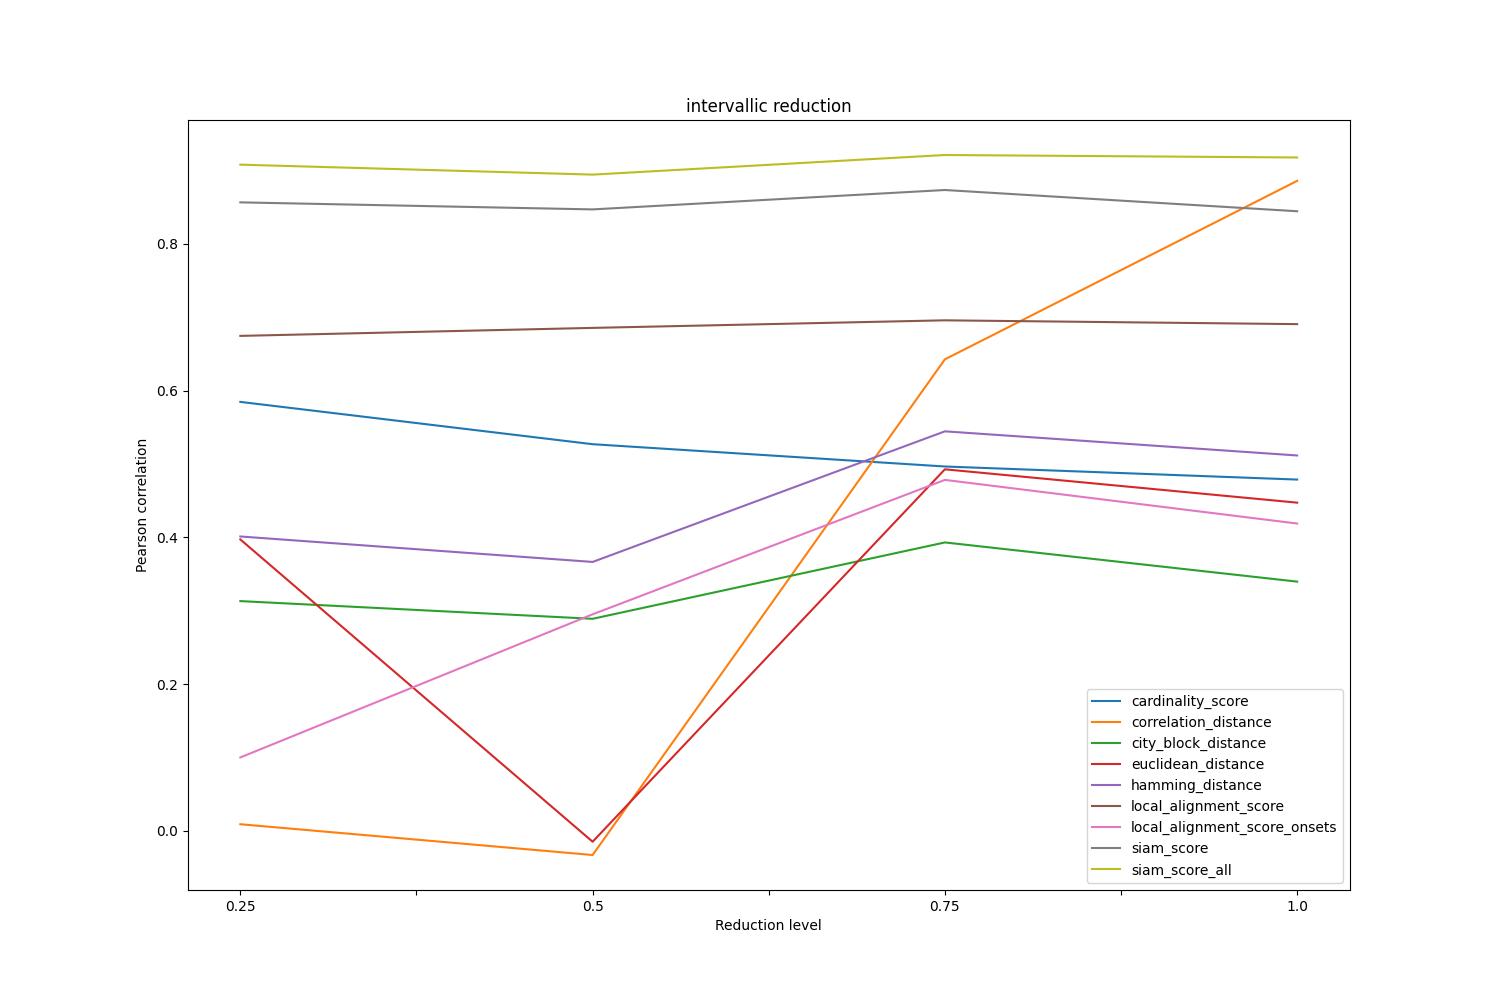 intervallic reduction
Pearson correlation
0.8
0.6
0.4
0.2
0.0
0.25
0.5
0.75
1.0
Reduction level
cardinality_score
correlation_distance
city_block_distance
euclidean_distance
hamming_distance
local_alignment_score
local_alignment_score_onsets
siam_score
siam_score_all